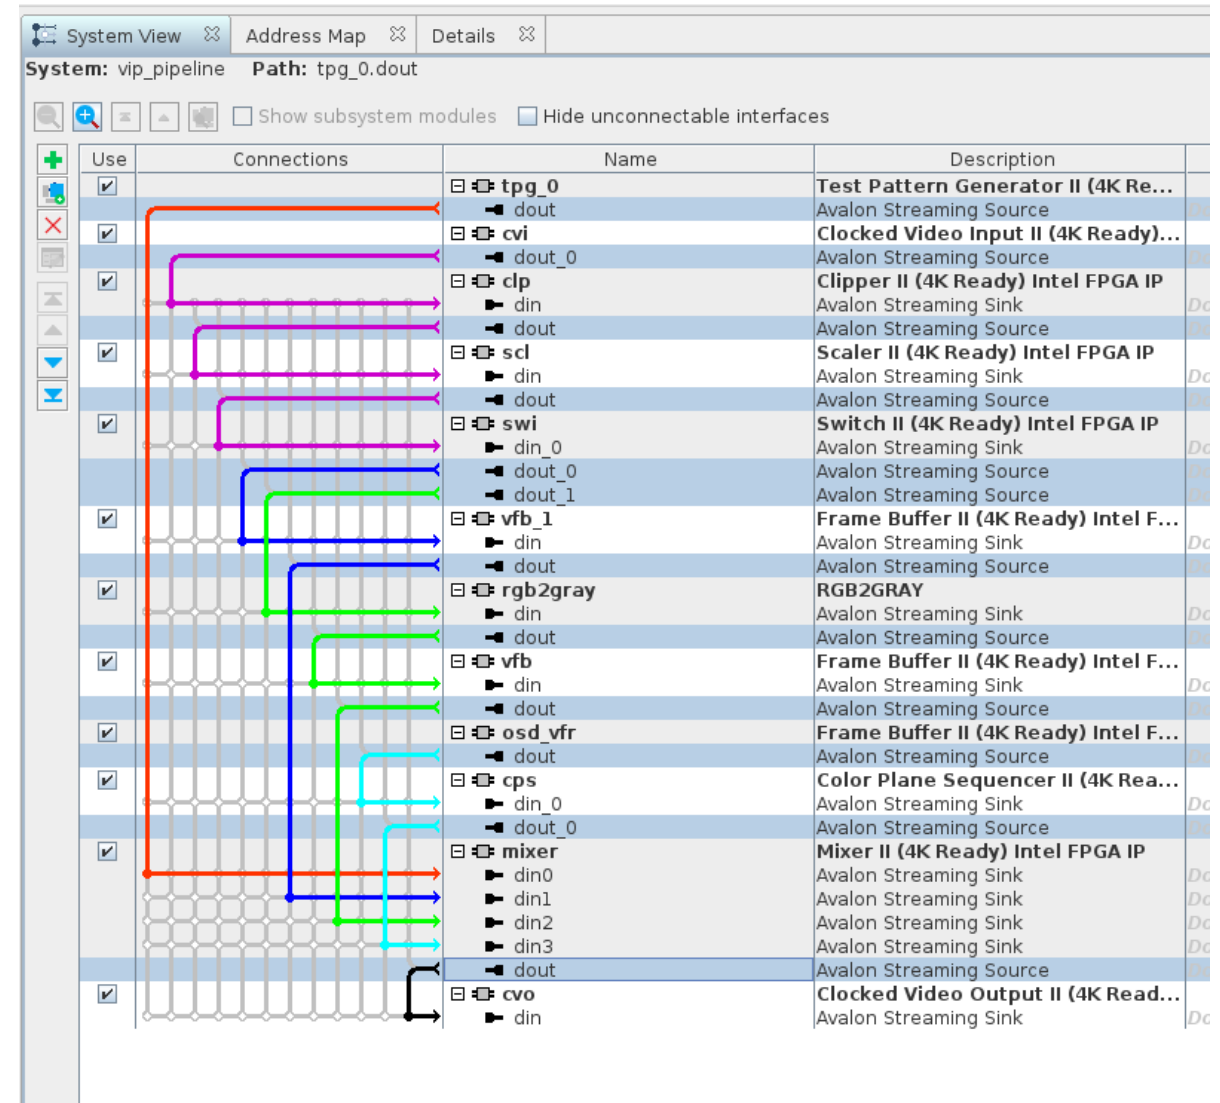 System View Address Map Details
System: vip_pipeline Path: tpg_0.dout
Show subsystem modules Hide unconnectable interfaces
Use Connections Name Description
tpg_0 Test Pattern Generator II (4K Re...
dout Avalon Streaming Source
cvi Clocked Video Input II (4K Ready)...
dout_0 Avalon Streaming Source
clp Clipper II (4K Ready) Intel FPGA IP
din Avalon Streaming Sink
dout Avalon Streaming Source
scl Scaler II (4K Ready) Intel FPGA IP
din Avalon Streaming Sink
dout Avalon Streaming Source
swi Switch II (4K Ready) Intel FPGA IP
din_0 Avalon Streaming Sink
dout_0 Avalon Streaming Source
dout_1 Avalon Streaming Source
vfb_1 Frame Buffer II (4K Ready) Intel F...
din Avalon Streaming Sink
dout Avalon Streaming Source
rgb2gray RGB2GRAY
din Avalon Streaming Sink
dout Avalon Streaming Source
vfb Frame Buffer II (4K Ready) Intel F...
din Avalon Streaming Sink
dout Avalon Streaming Source
osd_vfr Frame Buffer II (4K Ready) Intel F...
dout Avalon Streaming Source
cps Color Plane Sequencer II (4K Rea...
din_0 Avalon Streaming Sink
dout_0 Avalon Streaming Source
mixer Mixer II (4K Ready) Intel FPGA IP
din0 Avalon Streaming Sink
din1 Avalon Streaming Sink
din2 Avalon Streaming Sink
din3 Avalon Streaming Sink
dout Avalon Streaming Source
cvo Clocked Video Output II (4K Read...
din Avalon Streaming Sink